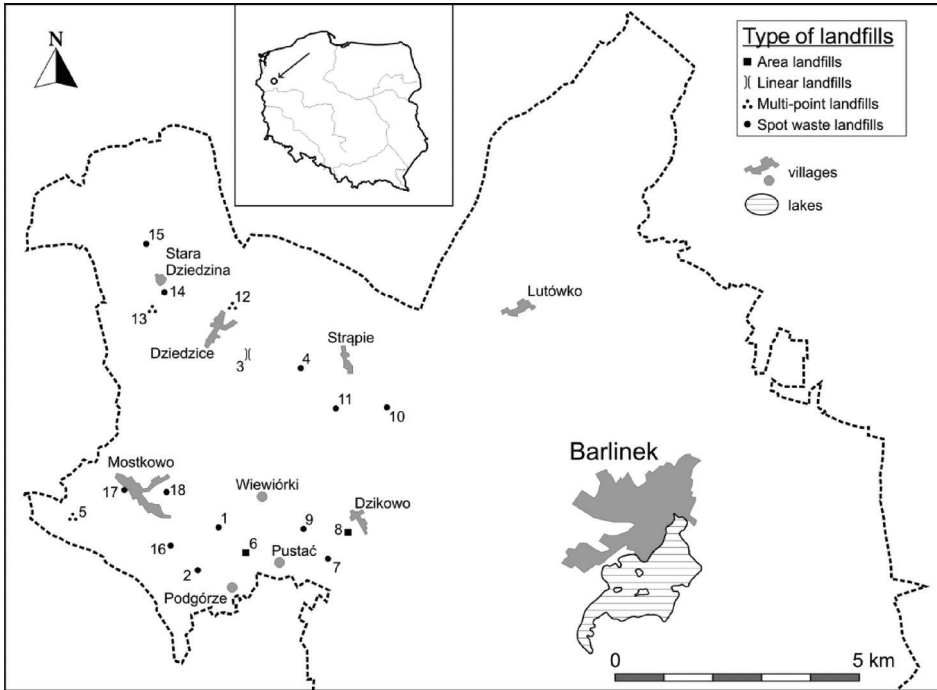 N
Type of landfills
Area landfills
Linear landfills
Multi-point landfills
Spot waste landfills
villages
lakes
15
Stara
Dziedzina
14
13
12
Dziedzice
3
4
Strąpie
Lutówko
11
10
Mostkowo
17
18
5
Wiewiórki
Dzikowo
1
9
8
16
6
Pustać
7
2
Podgórze
Barlinek
0
5 km